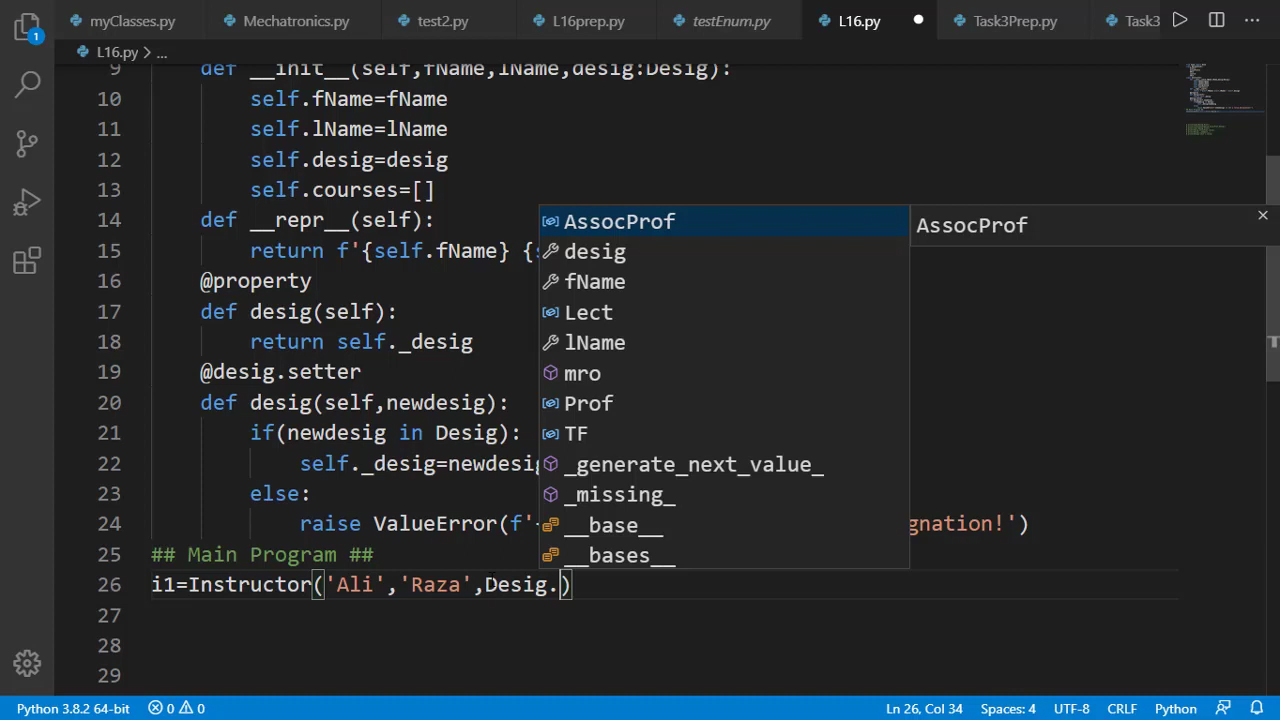 myClasses.py Mechatronics.py test2.py L16prep.py testEnum.py L16.py Task3Prep.py Task3
1
L16.py > ...
9 def __init__(self,fName,lName,desig:Desig):
10 self.fName=fName
11 self.lName=lName
12 self.desig=desig
13 self.courses=[]
14 def __repr__(self):
15 return f'{self.fName} {
16 @property
17 def desig(self):
18 return self._desig
19 @desig.setter
20 def desig(self,newdesig):
21 if(newdesig in Desig):
22 self._desig=newdesig
23 else:
24 raise ValueError(f' gnation!')
25 ## Main Program ##
26 i1=Instructor('Ali','Raza',Desig.)
27
28
29
AssocProf
desig
fName
Lect
lName
mro
Prof
TF
_generate_next_value_
_missing_
__base__
__bases__
AssocProf
Python 3.8.2 64-bit 0 0 Ln 26, Col 34 Spaces: 4 UTF-8 CRLF Python